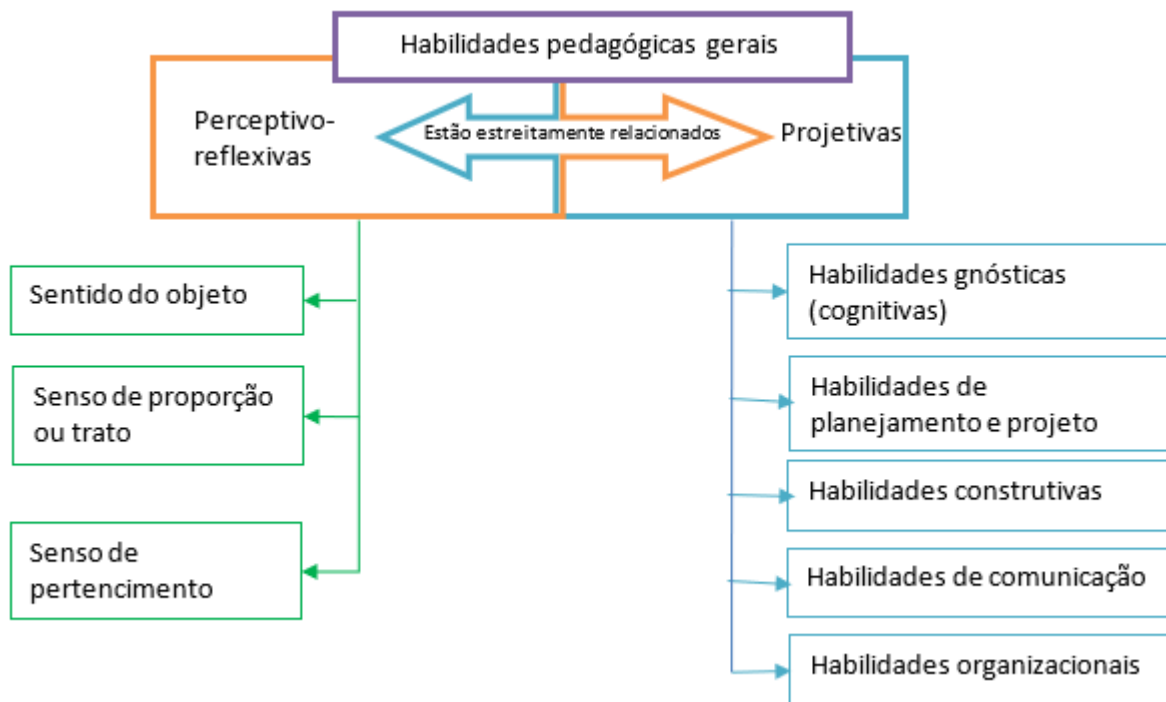 Habilidades pedagógicas gerais
Perceptivo-
reflexivas
Estão estreitamente relacionados
Projetivas
Sentido do objeto
Senso de proporção
ou trato
Senso de
pertencimento
Habilidades gnósticas
(cognitivas)
Habilidades de
planejamento e projeto
Habilidades construtivas
Habilidades de comunicação
Habilidades organizacionais